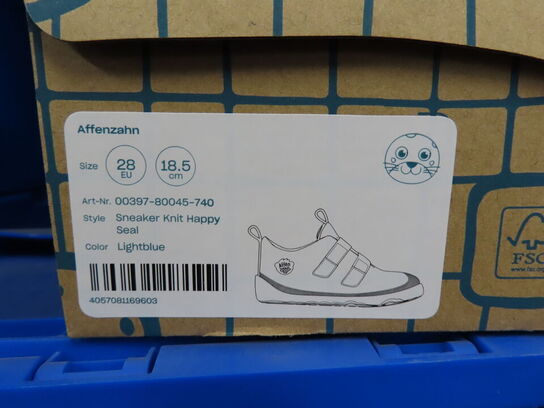 Affenzahn
Size 28 EU 18.5 cm
Art-Nr. 00397-80045-740
Style Sneaker Knit Happy
Seal
Color Lightblue
4057081169603
FSC